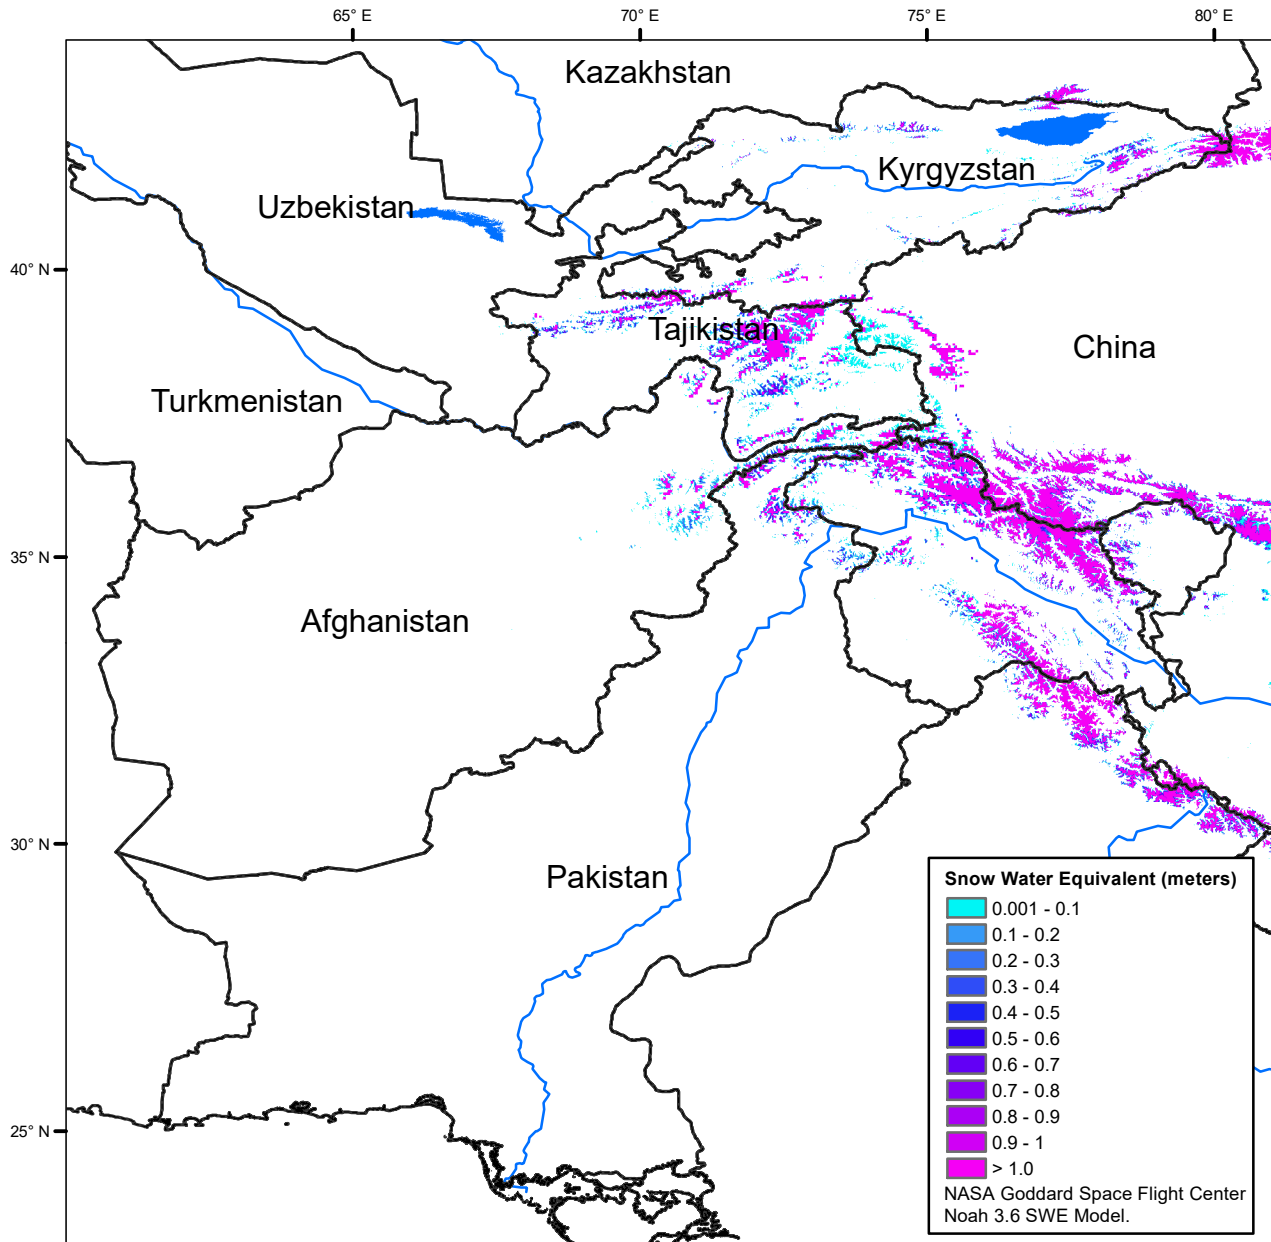 65° E
70° E
75° E
80° E
Kazakhstan
Kyrgyzstan
Uzbekistan
40° N
Tajikistan
China
Turkmenistan
35° N
Afghanistan
30° N
Pakistan
25° N
Snow Water Equivalent (meters)
0.001 - 0.1
0.1 - 0.2
0.2 - 0.3
0.3 - 0.4
0.4 - 0.5
0.5 - 0.6
0.6 - 0.7
0.7 - 0.8
0.8 - 0.9
0.9 - 1
> 1.0
NASA Goddard Space Flight Center
Noah 3.6 SWE Model.